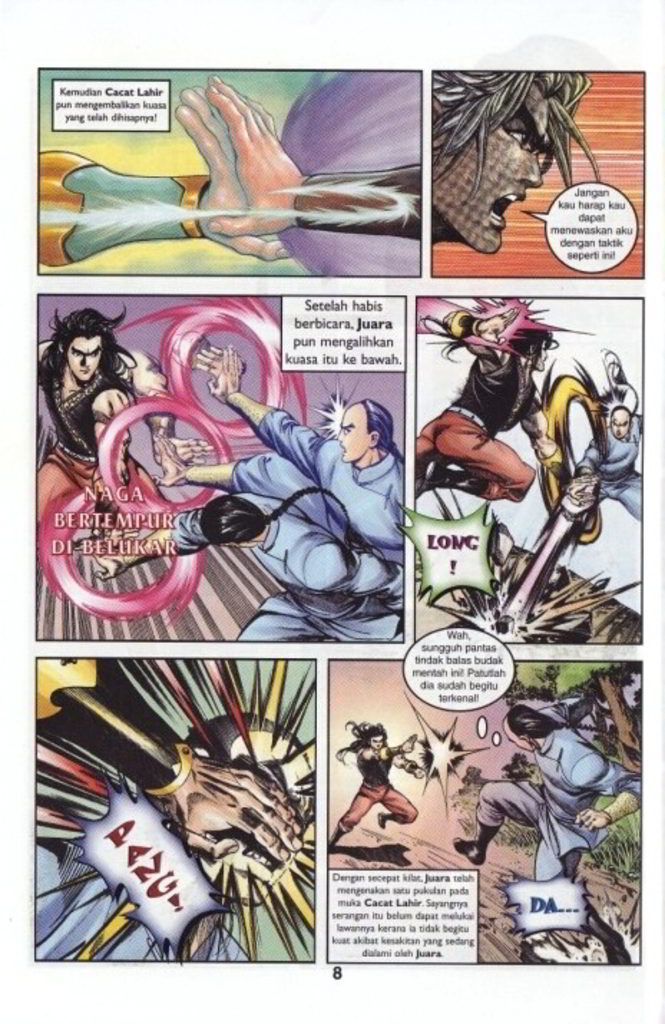 Kemudian Cacat Lahir
pun mengembalikan kuasa
yang telah dihisapnya!
Jangan
kau harap kau
dapat
menewaskan aku
dengan taktik
seperti ini!
Setelah habis
berbicara, Juara
pun mengalihkan
kuasa itu ke bawah.
NAGA
BERTEMPUR
DI BELUKAR
LONG
!
Wah,
sungguh pantas
tindak balas budak
mentah ini! Patutlah
dia sudah begitu
terkenal!
PANG!
Dengan secepat kilat, Juara telah
mengenakan satu pukulan pada
muka Cacat Lahir. Sayangnya
serangan itu belum dapat melukai
lawannya kerana ia tidak begitu
kuat akibat kesakitan yang sedang
dialami oleh Juara.
DA...
8